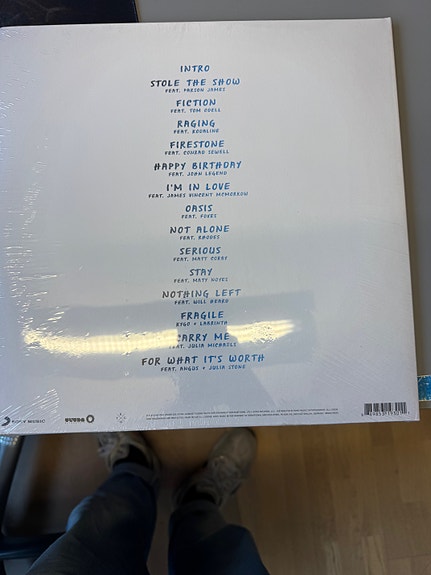 INTRO
STOLE THE SHOW
FEAT. PARSON JAMES
FICTION
FEAT. TOM ODELL
RAGING
FEAT. KODALINE
FIRESTONE
FEAT. CONRAD SEWELL
HAPPY BIRTHDAY
FEAT. JOHN LEGEND
I'M IN LOVE
FEAT. JAMES VINCENT MCMORROW
OASIS
FEAT. FOXES
NOT ALONE
FEAT. RHODES
SERIOUS
FEAT. MATT CORBY
STAY
FEAT. MATY NOYES
NOTHING LEFT
FEAT. WILL HEARD
FRAGILE
KYGO + LABRINTH
CARRY ME
FEAT. JULIA MICHAELS
FOR WHAT IT'S WORTH
FEAT. ANGUS + JULIA STONE
SONY MUSIC
ULTRA